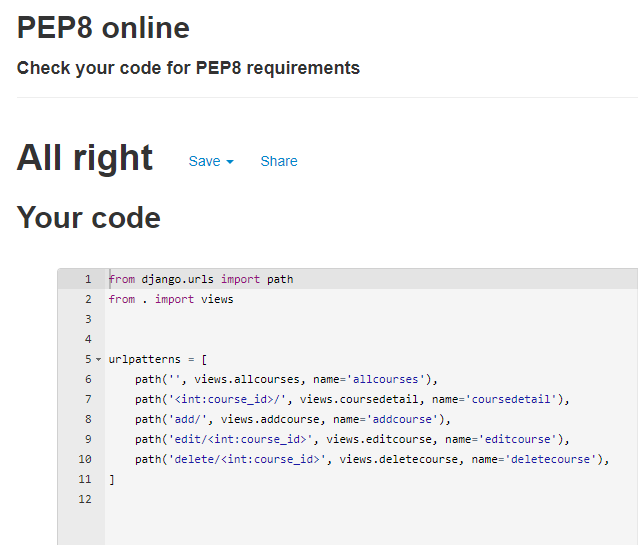 PEP8 online
Check your code for PEP8 requirements
All right Save Share
Your code
1 from django.urls import path
2 from . import views
3
4
5 urlpatterns = [
6     path('', views.allcourses, name='allcourses'),
7     path('<int:course_id>/', views.coursedetail, name='coursedetail'),
8     path('add/', views.addcourse, name='addcourse'),
9     path('edit/<int:course_id>', views.editcourse, name='editcourse'),
10     path('delete/<int:course_id>', views.deletecourse, name='deletecourse'),
11 ]
12